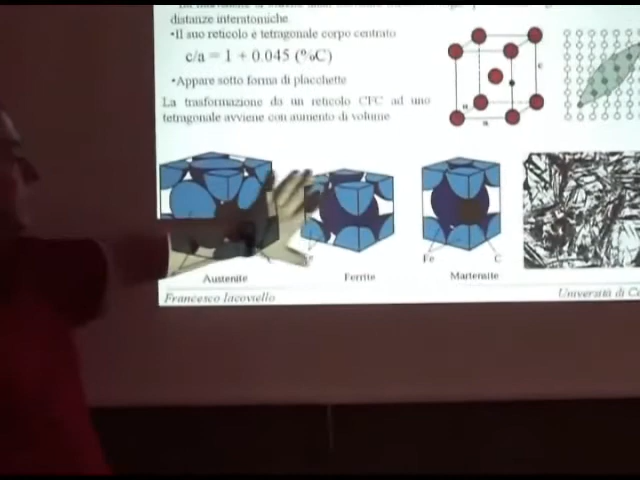 distanze interatomiche
•Il suo reticolo è tetragonale corpo centrato
c/a = 1 + 0.045 (%C)
•Appare sotto forma di placchette
La trasformazione da un reticolo CFC ad uno
tetragonale avviene con aumento di volume
c
a
a
Fe
Fe
C
Austenite
Ferrite
Martensite
Francesco Iacoviello
Università di